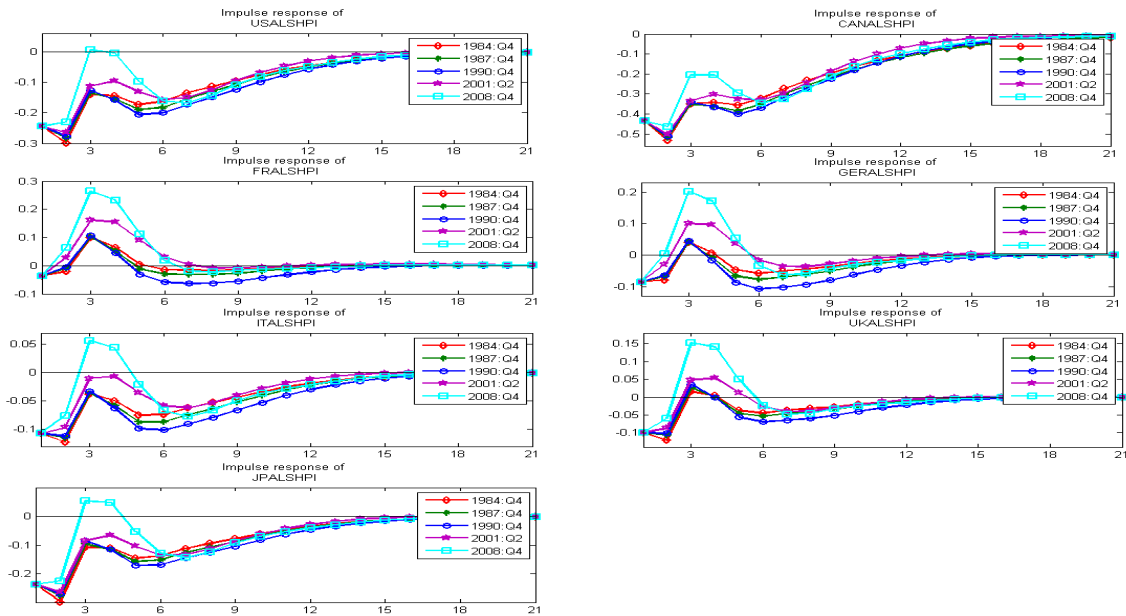 Impulse response of
USALSHPI
0
-0.1
-0.2
-0.3
3 6 9 12 15 18 21
1984:Q4
1987:Q4
1990:Q4
2001:Q2
2008:Q4
Impulse response of
CANALSHPI
0
-0.1
-0.2
-0.3
-0.4
-0.5
3 6 9 12 15 18 21
1984:Q4
1987:Q4
1990:Q4
2001:Q2
2008:Q4
Impulse response of
FRALSHPI
0.3
0.2
0.1
0
-0.1
3 6 9 12 15 18 21
1984:Q4
1987:Q4
1990:Q4
2001:Q2
2008:Q4
Impulse response of
GERALSHPI
0.2
0.1
0
-0.1
3 6 9 12 15 18 21
1984:Q4
1987:Q4
1990:Q4
2001:Q2
2008:Q4
Impulse response of
ITALSHPI
0.05
0
-0.05
-0.1
3 6 9 12 15 18 21
1984:Q4
1987:Q4
1990:Q4
2001:Q2
2008:Q4
Impulse response of
UKALSHPI
0.15
0.1
0.05
0
-0.05
-0.1
3 6 9 12 15 18 21
1984:Q4
1987:Q4
1990:Q4
2001:Q2
2008:Q4
Impulse response of
JPALSHPI
0
-0.1
-0.2
3 6 9 12 15 18 21
1984:Q4
1987:Q4
1990:Q4
2001:Q2
2008:Q4